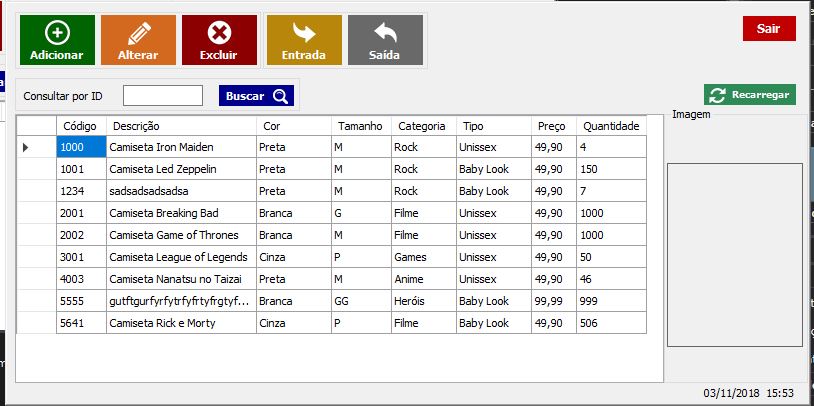 Adicionar Alterar Excluir Entrada Saída Sair
Consultar por ID Buscar Recarregar
Imagem
Código Descrição Cor Tamanho Categoria Tipo Preço Quantidade
1000 Camiseta Iron Maiden Preta M Rock Unissex 49,90 4
1001 Camiseta Led Zeppelin Preta M Rock Baby Look 49,90 150
1234 sadsadsadsadsa Preta M Rock Baby Look 49,90 7
2001 Camiseta Breaking Bad Branca G Filme Unissex 49,90 1000
2002 Camiseta Game of Thrones Branca M Filme Unissex 49,90 1000
3001 Camiseta League of Legends Cinza P Games Unissex 49,90 50
4003 Camiseta Nanatsu no Taizai Preta M Anime Unissex 49,90 46
5555 gutftgurfyrfytrfyfrtyfrgtyf... Branca GG Heróis Baby Look 99,99 999
5641 Camiseta Rick e Morty Cinza P Filme Baby Look 49,90 506
03/11/2018 15:53